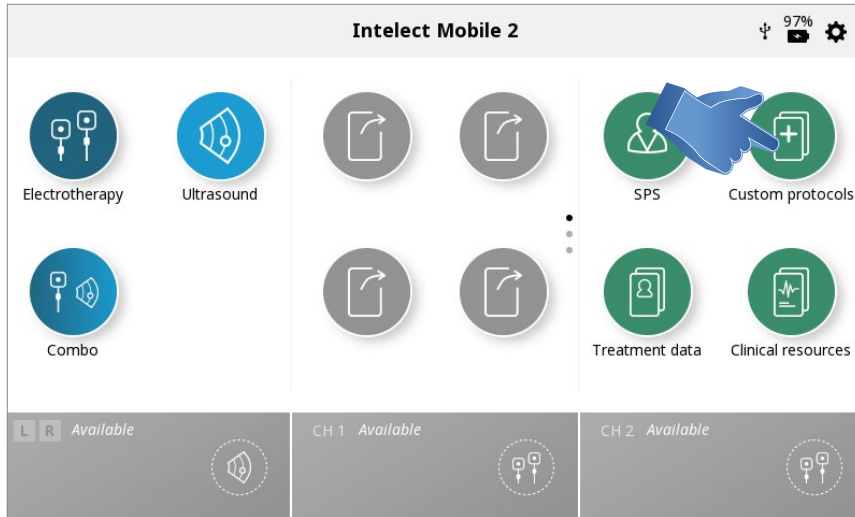 Intelect Mobile 2
97%
Electrotherapy
Ultrasound
SPS
Custom protocols
Combo
Treatment data
Clinical resources
L R Available
CH 1 Available
CH 2 Available